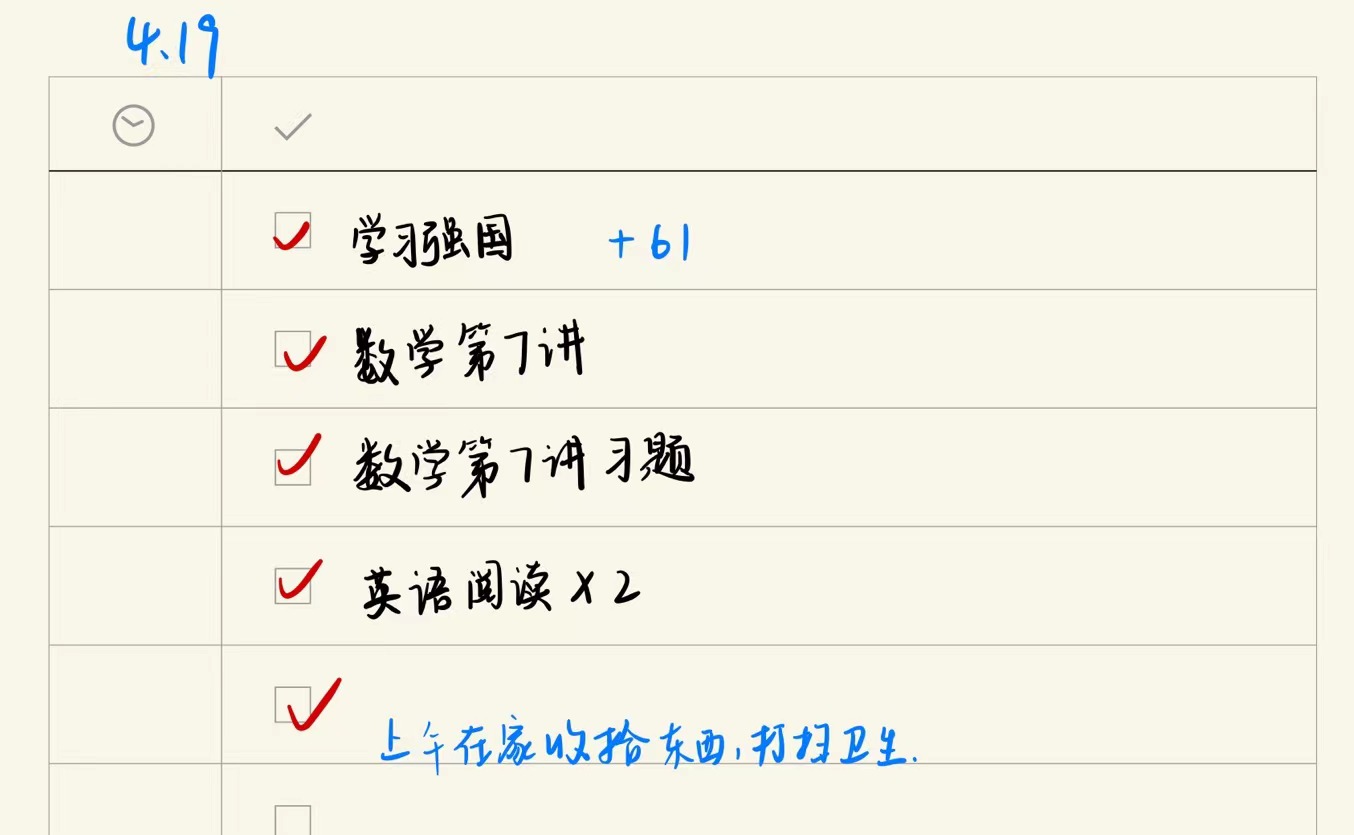 4.19
学习强国 +61
数学第7讲
数学第7讲习题
英语阅读×2
上午在家收拾东西,打扫卫生.